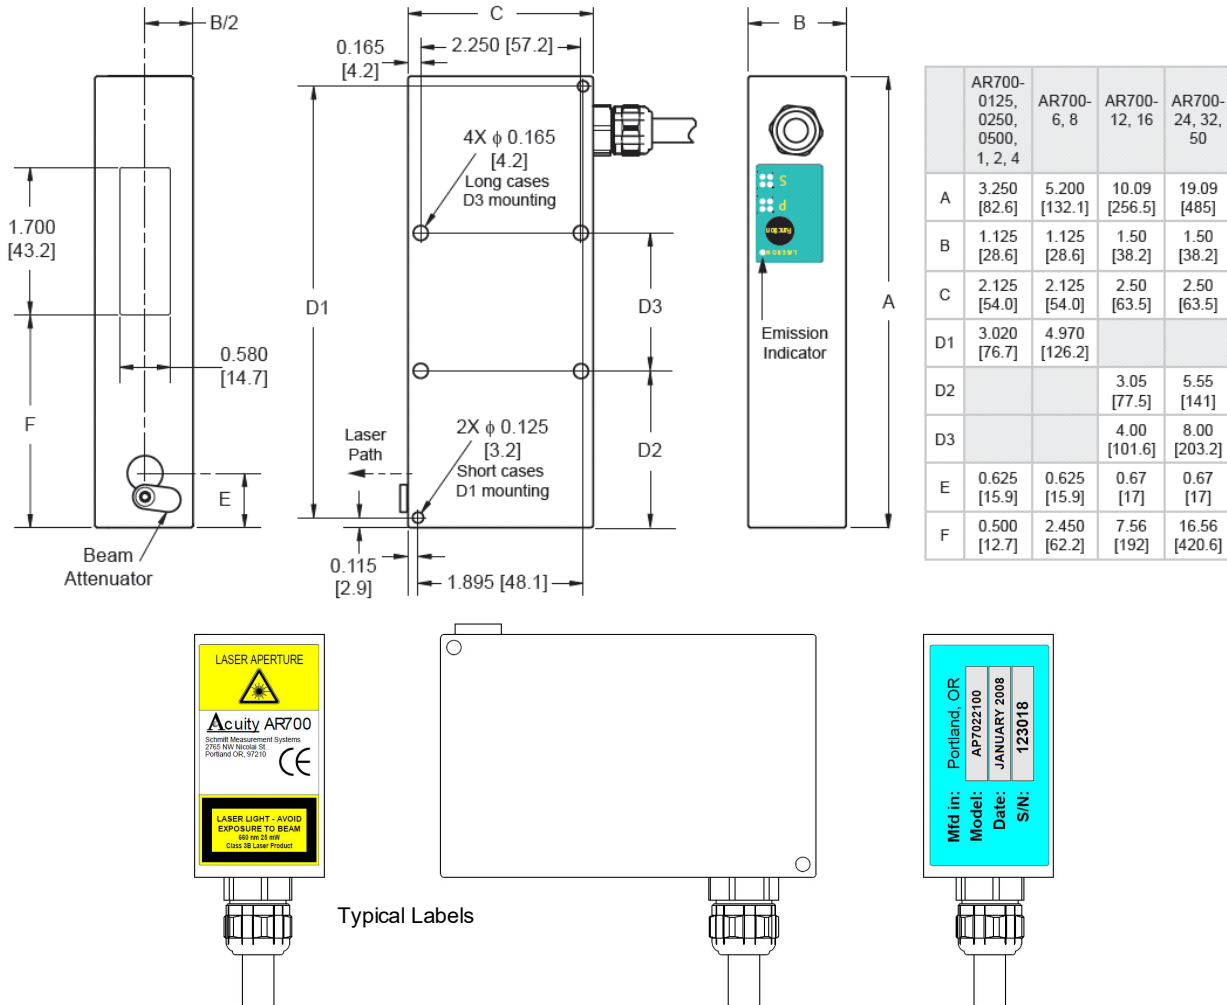 B/2
1.700
[43.2]
0.580
[14.7]
F
E
Beam
Attenuator
C
0.165
[4.2]
2.250 [57.2]
4X ϕ 0.165
[4.2]
Long cases
D3 mounting
D1
D3
D2
Laser
Path
2X ϕ 0.125
[3.2]
Short cases
D1 mounting
0.115
[2.9]
1.895 [48.1]
B
S
P
Function
Emission
Indicator
A
AR700-0125, 0250, 0500, 1, 2, 4 AR700-6, 8 AR700-12, 16 AR700-24, 32, 50
A 3.250 [82.6] 5.200 [132.1] 10.09 [256.5] 19.09 [485]
B 1.125 [28.6] 1.125 [28.6] 1.50 [38.2] 1.50 [38.2]
C 2.125 [54.0] 2.125 [54.0] 2.50 [63.5] 2.50 [63.5]
D1 3.020 [76.7] 4.970 [126.2]
D2 3.05 [77.5] 5.55 [141]
D3 4.00 [101.6] 8.00 [203.2]
E 0.625 [15.9] 0.625 [15.9] 0.67 [17] 0.67 [17]
F 0.500 [12.7] 2.450 [62.2] 7.56 [192] 16.56 [420.6]
LASER APERTURE
Acuity AR700
Schmitt Measurement Systems
2765 NW Nicolai St.
Portland OR, 97210
CE
LASER LIGHT - AVOID
EXPOSURE TO BEAM
660 nm 25 mW
Class 3B Laser Product
Typical Labels
Mfd in: Portland, OR
Model: AP7022100
Date: JANUARY 2008
S/N: 123018